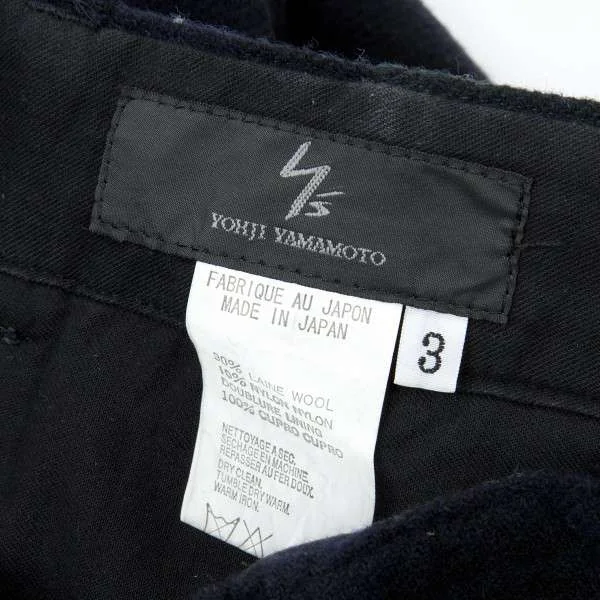 Y's
YOHJI YAMAMOTO
FABRIQUE AU JAPON
MADE IN JAPAN
3
LAINE WOOL
10% NYLON NYLON
DOUBLURE LINING
100% CUPRO CUPRO
NETTOYAGE A SEC.
SECHAGE EN MACHINE
REPASSER AU FER DOUX.
DRY CLEAN.
TUMBLE DRY WARM.
WARM IRON.